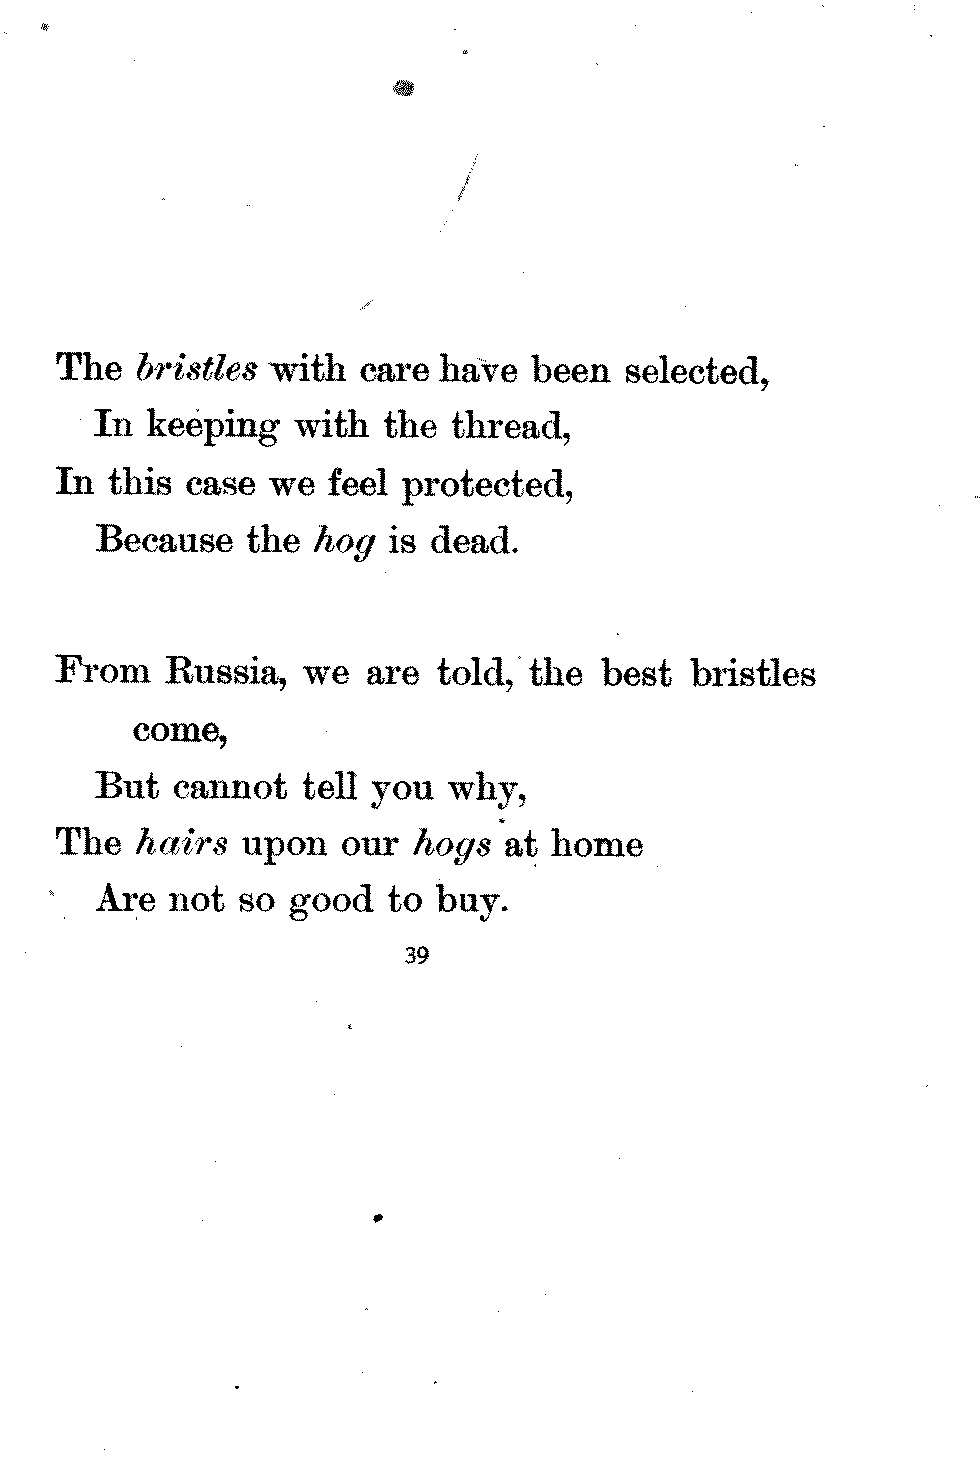 The bristles with care have been selected,
In keeping with the thread,
In this case we feel protected,
Because the hog is dead.
From Russia, we are told, the best bristles
come,
But cannot tell you why,
The hairs upon our hogs at home
Are not so good to buy.
39